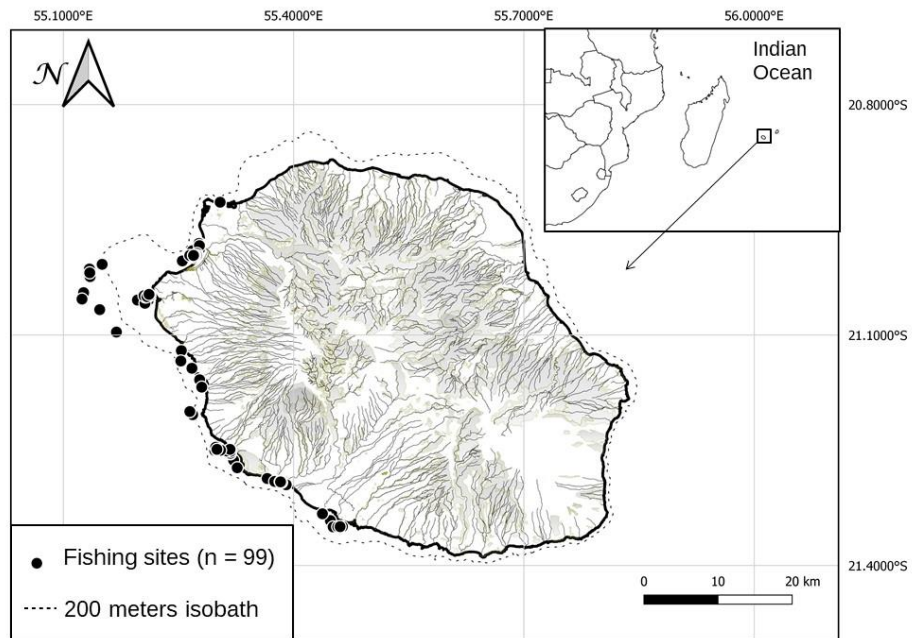 55.1000°E 55.4000°E 55.7000°E 56.0000°E
N
Indian
Ocean
20.8000°S
21.1000°S
Fishing sites (n = 99)
200 meters isobath
0 10 20 km
21.4000°S